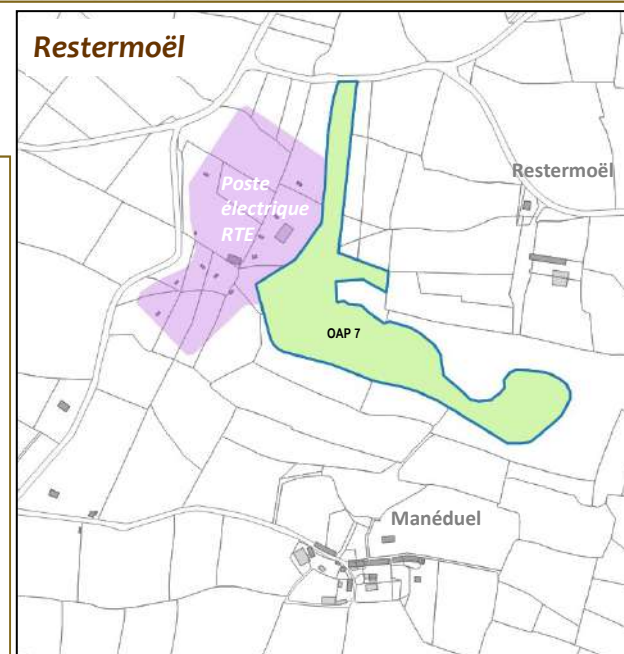 Restermoël
Restermoël
Poste
électrique
RTE
OAP 7
Manéduel